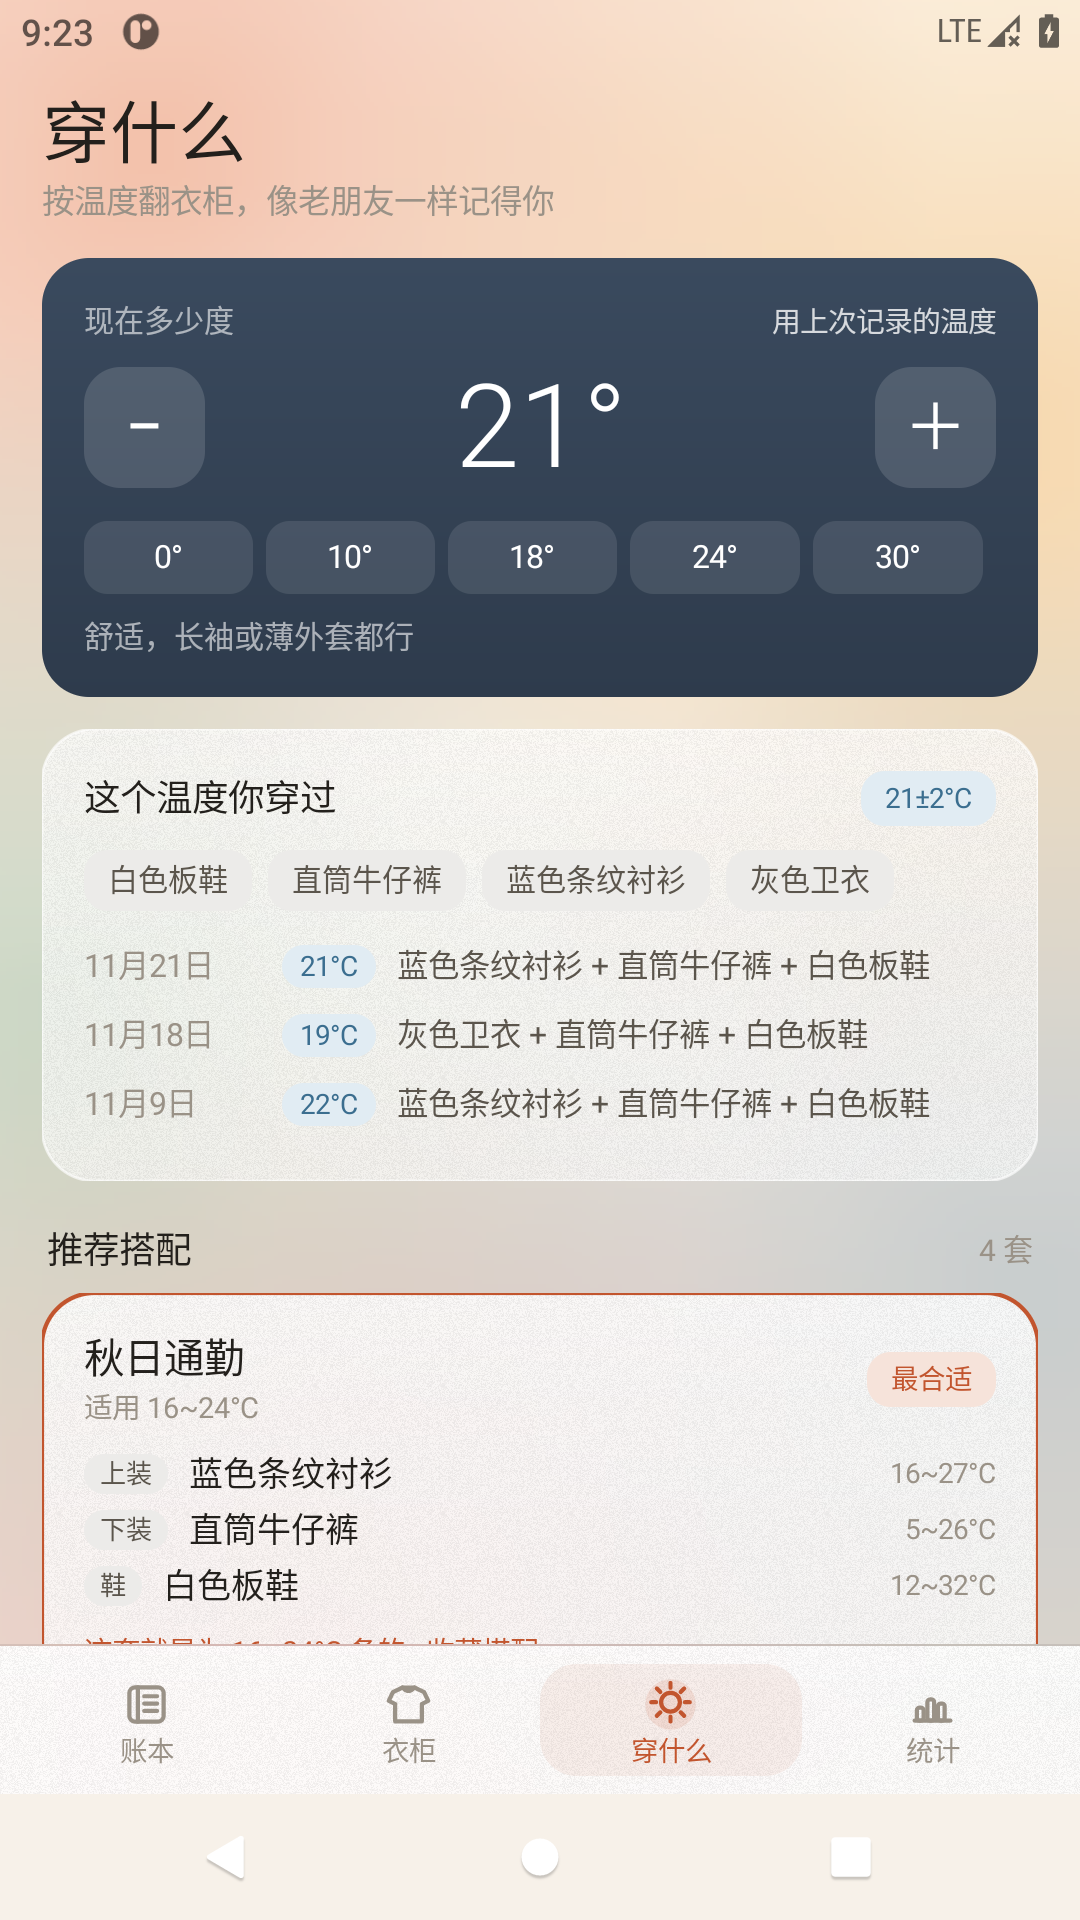 9:23
LTE
穿什么
按温度翻衣柜，像老朋友一样记得你
现在多少度
用上次记录的温度
−
21°
+
0°
10°
18°
24°
30°
舒适，长袖或薄外套都行
这个温度你穿过
21±2°C
白色板鞋
直筒牛仔裤
蓝色条纹衬衫
灰色卫衣
11月21日 21°C 蓝色条纹衬衫 + 直筒牛仔裤 + 白色板鞋
11月18日 19°C 灰色卫衣 + 直筒牛仔裤 + 白色板鞋
11月9日 22°C 蓝色条纹衬衫 + 直筒牛仔裤 + 白色板鞋
推荐搭配
4 套
秋日通勤
最合适
适用 16~24°C
上装 蓝色条纹衬衫 16~27°C
下装 直筒牛仔裤 5~26°C
鞋 白色板鞋 12~32°C
账本
衣柜
穿什么
统计